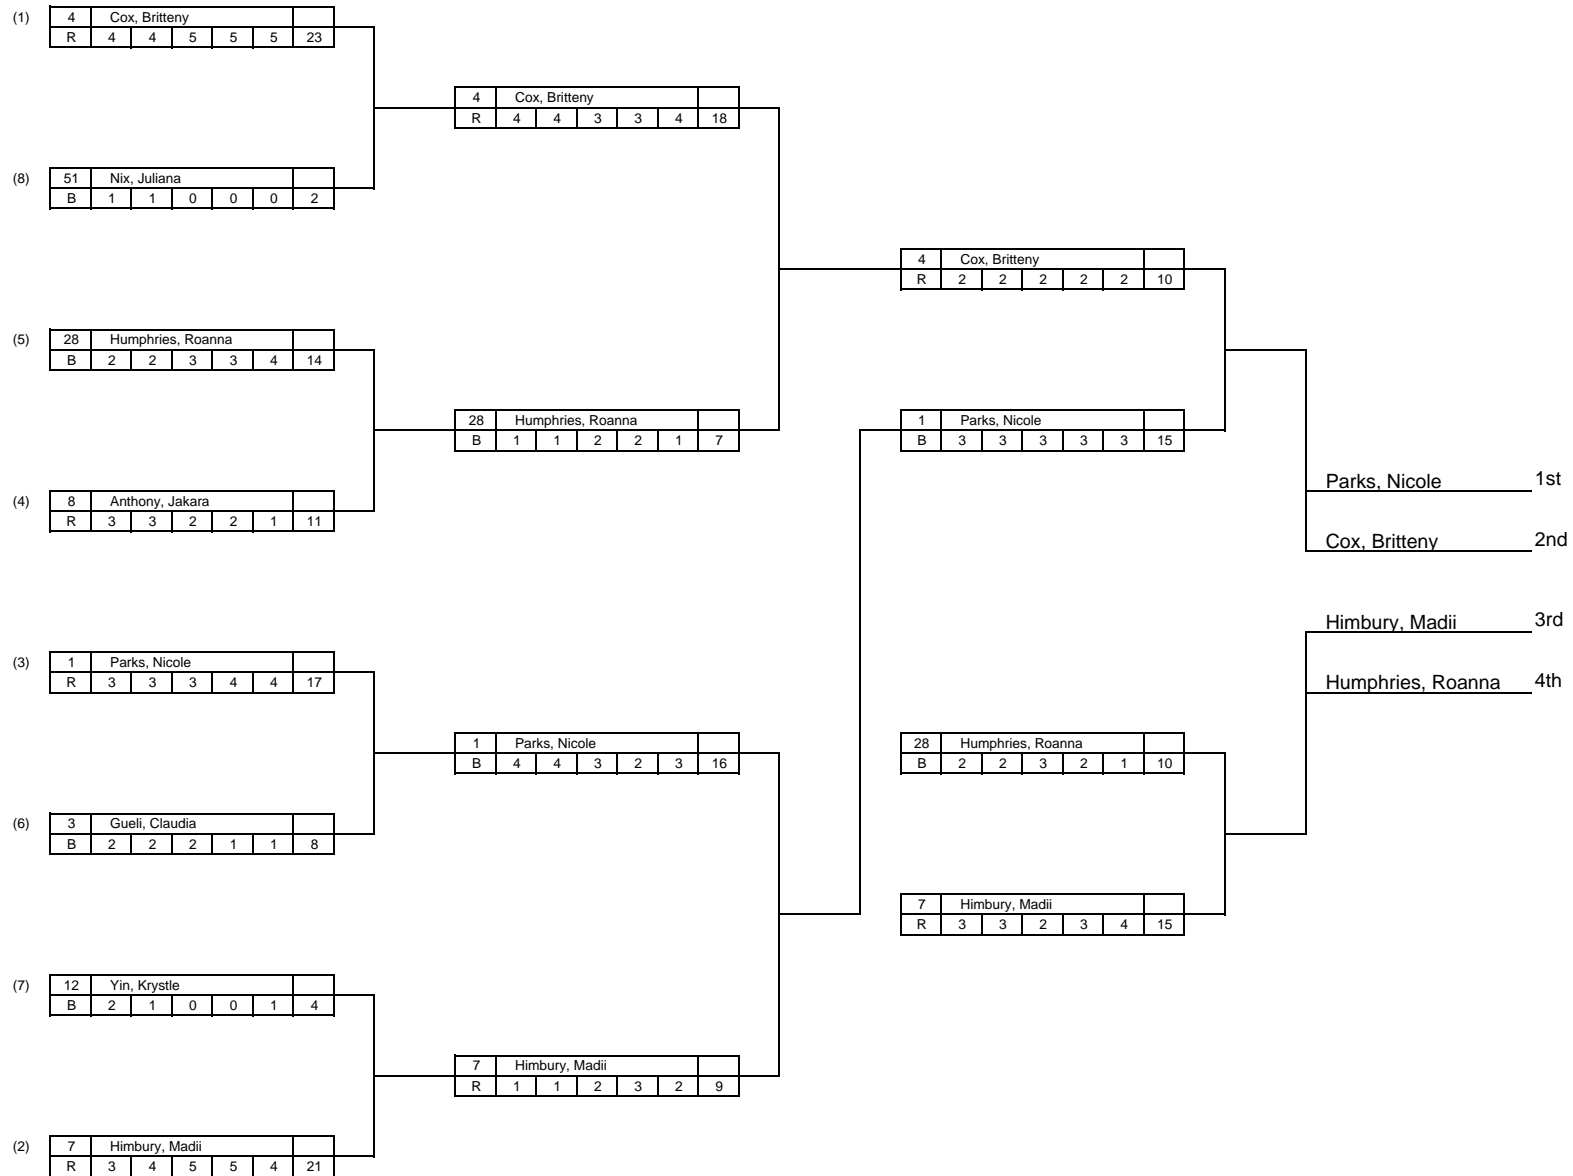 (1) 4 Cox, Britteny
R 4 4 5 5 5 23
(8) 51 Nix, Juliana
B 1 1 0 0 0 2
(5) 28 Humphries, Roanna
B 2 2 3 3 4 14
(4) 8 Anthony, Jakara
R 3 3 2 2 1 11
(3) 1 Parks, Nicole
R 3 3 3 4 4 17
(6) 3 Gueli, Claudia
B 2 2 2 1 1 8
(7) 12 Yin, Krystle
B 2 1 0 0 1 4
(2) 7 Himbury, Madii
R 3 4 5 5 4 21
4 Cox, Britteny
R 4 4 3 3 4 18
28 Humphries, Roanna
B 1 1 2 2 1 7
1 Parks, Nicole
B 4 4 3 2 3 16
7 Himbury, Madii
R 1 1 2 3 2 9
4 Cox, Britteny
R 2 2 2 2 2 10
1 Parks, Nicole
B 3 3 3 3 3 15
28 Humphries, Roanna
B 2 2 3 2 1 10
7 Himbury, Madii
R 3 3 2 3 4 15
Parks, Nicole 1st
Cox, Britteny 2nd
Himbury, Madii 3rd
Humphries, Roanna 4th